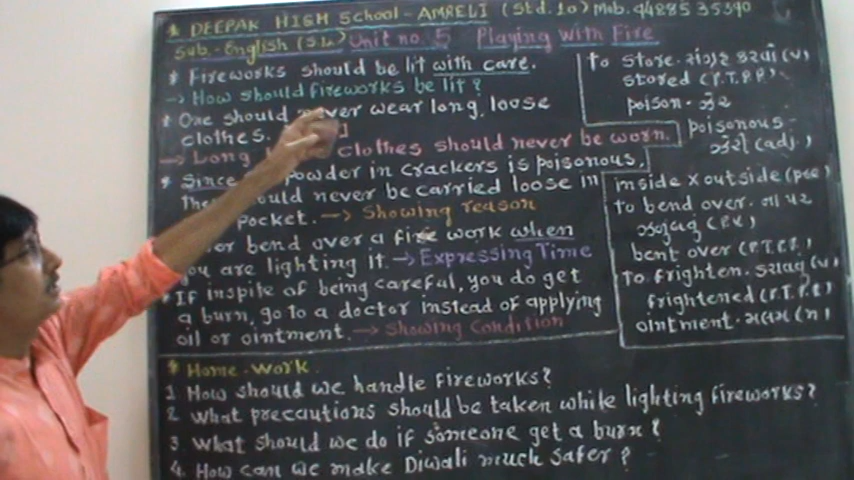 * DEEPAK HIGH School - AMRELI (Std. 10) Mob. 94885 35390
Sub.-English (S.L.) Unit no. 5 Playing with Fire
* Fireworks should be lit with care.
→ How should fireworks be lit?
* One should never wear long, loose
clothes.
→ Long clothes should never be worn.
* Since powder in crackers is poisonous,
they should never be carried loose in
pocket. → Showing reason
or bend over a fire work when
you are lighting it → Expressing Time
* If inspite of being careful, you do get
a burn, go to a doctor instead of applying
oil or ointment. → Showing Condition
to store. સંગ્રહ કરવો (v)
stored (P.T.P.P.)
poison - ઝેર
poisonous -
ઝેરી (adj.)
inside x outside (pre)
to bend over. ના પર
ઝૂકવું (P.V)
bent over (P.T.P.P.)
To frighten. ડરાવવું (v)
frightened (P.T.P.P)
ointment. મલમ (n)
* Home-Work.
1. How should we handle fireworks?
2 What precautions should be taken while lighting fireworks?
3 What should we do if someone get a burn?
4. How can we make Diwali much safer?